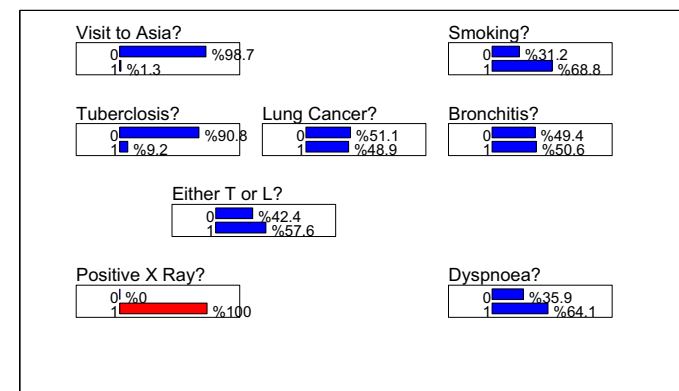 Visit to Asia?
0 %98.7
1 %1.3
Smoking?
0 %31.2
1 %68.8
Tuberclosis?
0 %90.8
1 %9.2
Lung Cancer?
0 %51.1
1 %48.9
Bronchitis?
0 %49.4
1 %50.6
Either T or L?
0 %42.4
1 %57.6
Positive X Ray?
0 %0
1 %100
Dyspnoea?
0 %35.9
1 %64.1